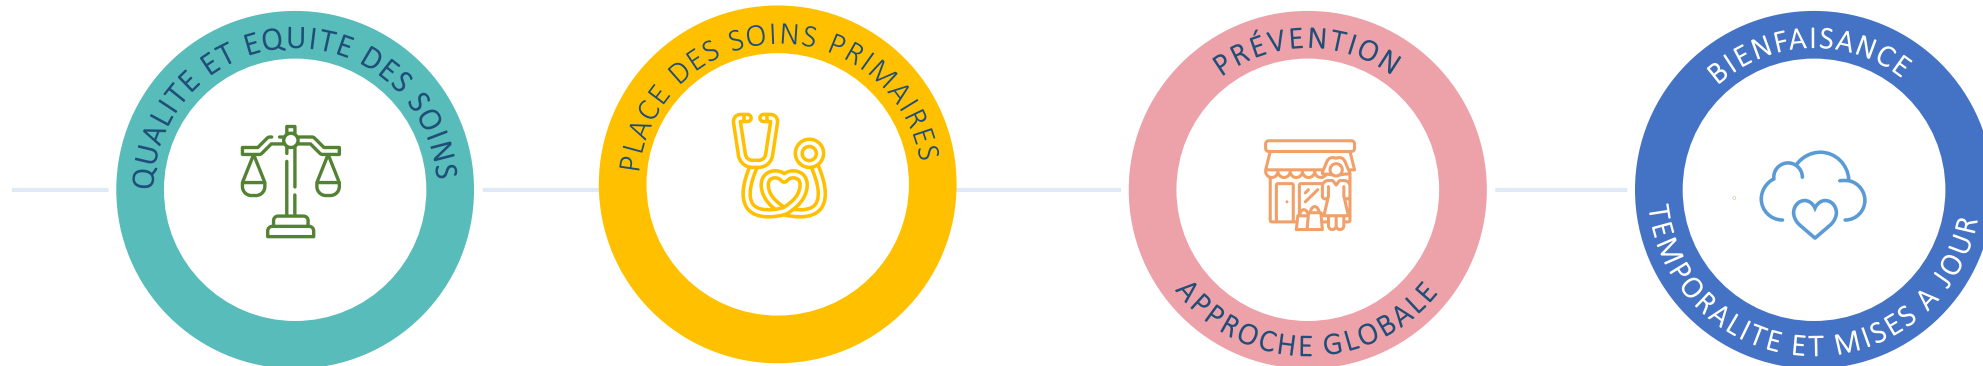 QUALITE ET EQUITE DES SOINS
PLACE DES SOINS PRIMAIRES
PRÉVENTION
APPROCHE GLOBALE
BIENFAISANCE
TEMPORALITE ET MISES A JOUR